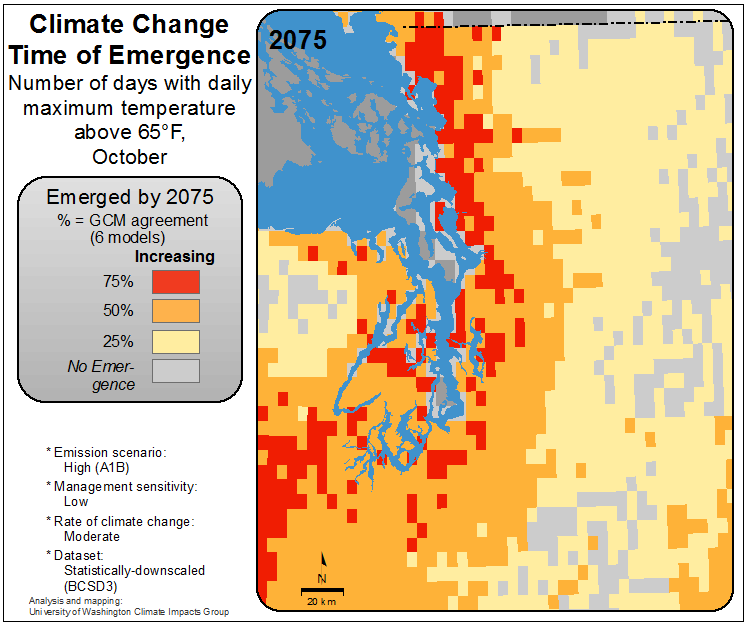 Climate Change
Time of Emergence
Number of days with daily
maximum temperature
above 65°F,
October
2075
Emerged by 2075
% = GCM agreement
(6 models)
Increasing
75%
50%
25%
No Emer-
gence
* Emission scenario:
High (A1B)
* Management sensitivity:
Low
* Rate of climate change:
Moderate
* Dataset:
Statistically-downscaled
(BCSD3)
Analysis and mapping:
University of Washington Climate Impacts Group
N
20 km